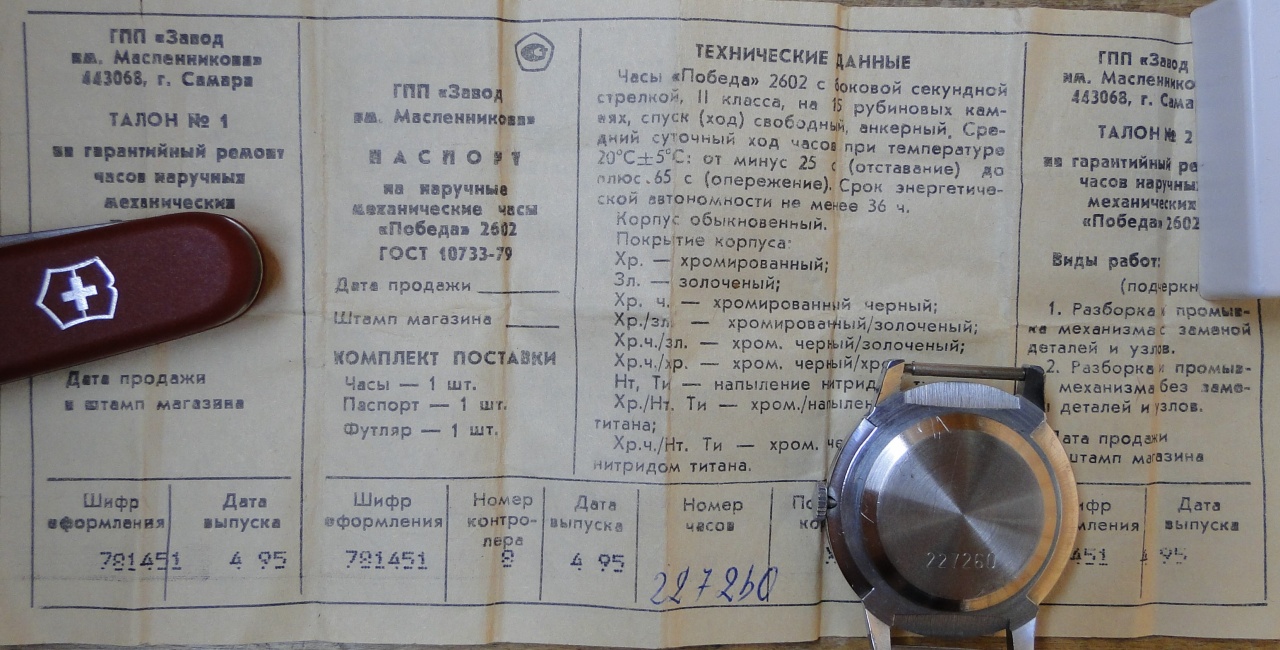 ГПП «Завод
им. Масленникова»
443068, г. Самара
ТАЛОН № 1
на гарантийный ремонт
часов наручных
механических
Дата продажи
и штамп магазина
Шифр оформления
Дата выпуска
781451
4 95
ГПП «Завод
им. Масленникова»
ПАСПОРТ
на наручные
механические часы
«Победа» 2602
ГОСТ 10733-79
Дата продажи
Штамп магазина
КОМПЛЕКТ ПОСТАВКИ
Часы — 1 шт.
Паспорт — 1 шт.
Футляр — 1 шт.
Шифр оформления
Номер контро-
лера
Дата выпуска
781451
8
4 95
ТЕХНИЧЕСКИЕ ДАННЫЕ
Часы «Победа» 2602 с боковой секундной
стрелкой, II класса, на 15 рубиновых кам-
нях, спуск (ход) свободный, анкерный. Сре-
дний суточный ход часов при температуре
20°С±5°С: от минус 25 с (отставание) до
плюс 65 с (опережение). Срок энергетиче-
ской автономности не менее 36 ч.
Корпус обыкновенный.
Покрытие корпуса:
Хр. — хромированный;
Зл. — золоченый;
Хр. ч. — хромированный черный;
Хр./зл. — хромированный/золоченый;
Хр.ч./зл. — хром. черный/золоченый;
Хр.ч./хр. — хром. черный/хро
Нт, Ти — напыление нитрид
Хр./Нт. Ти — хром./напылен
титана;
Хр.ч./Нт. Ти — хром. че
нитридом титана.
Номер часов
227260
ГПП «Завод
им. Масленнико
443068, г. Сама
ТАЛОН № 2
на гарантийный ре
часов наручны
механических
«Победа» 2602
Виды работ:
(подчеркн
1. Разборка промыв-
ка механизма с заменой
деталей и узлов.
2. Разборка промыв-
механизма без заме-
деталей и узлов.
Дата продажи
штамп магазина
Дата выпуска
451
4 95
227260